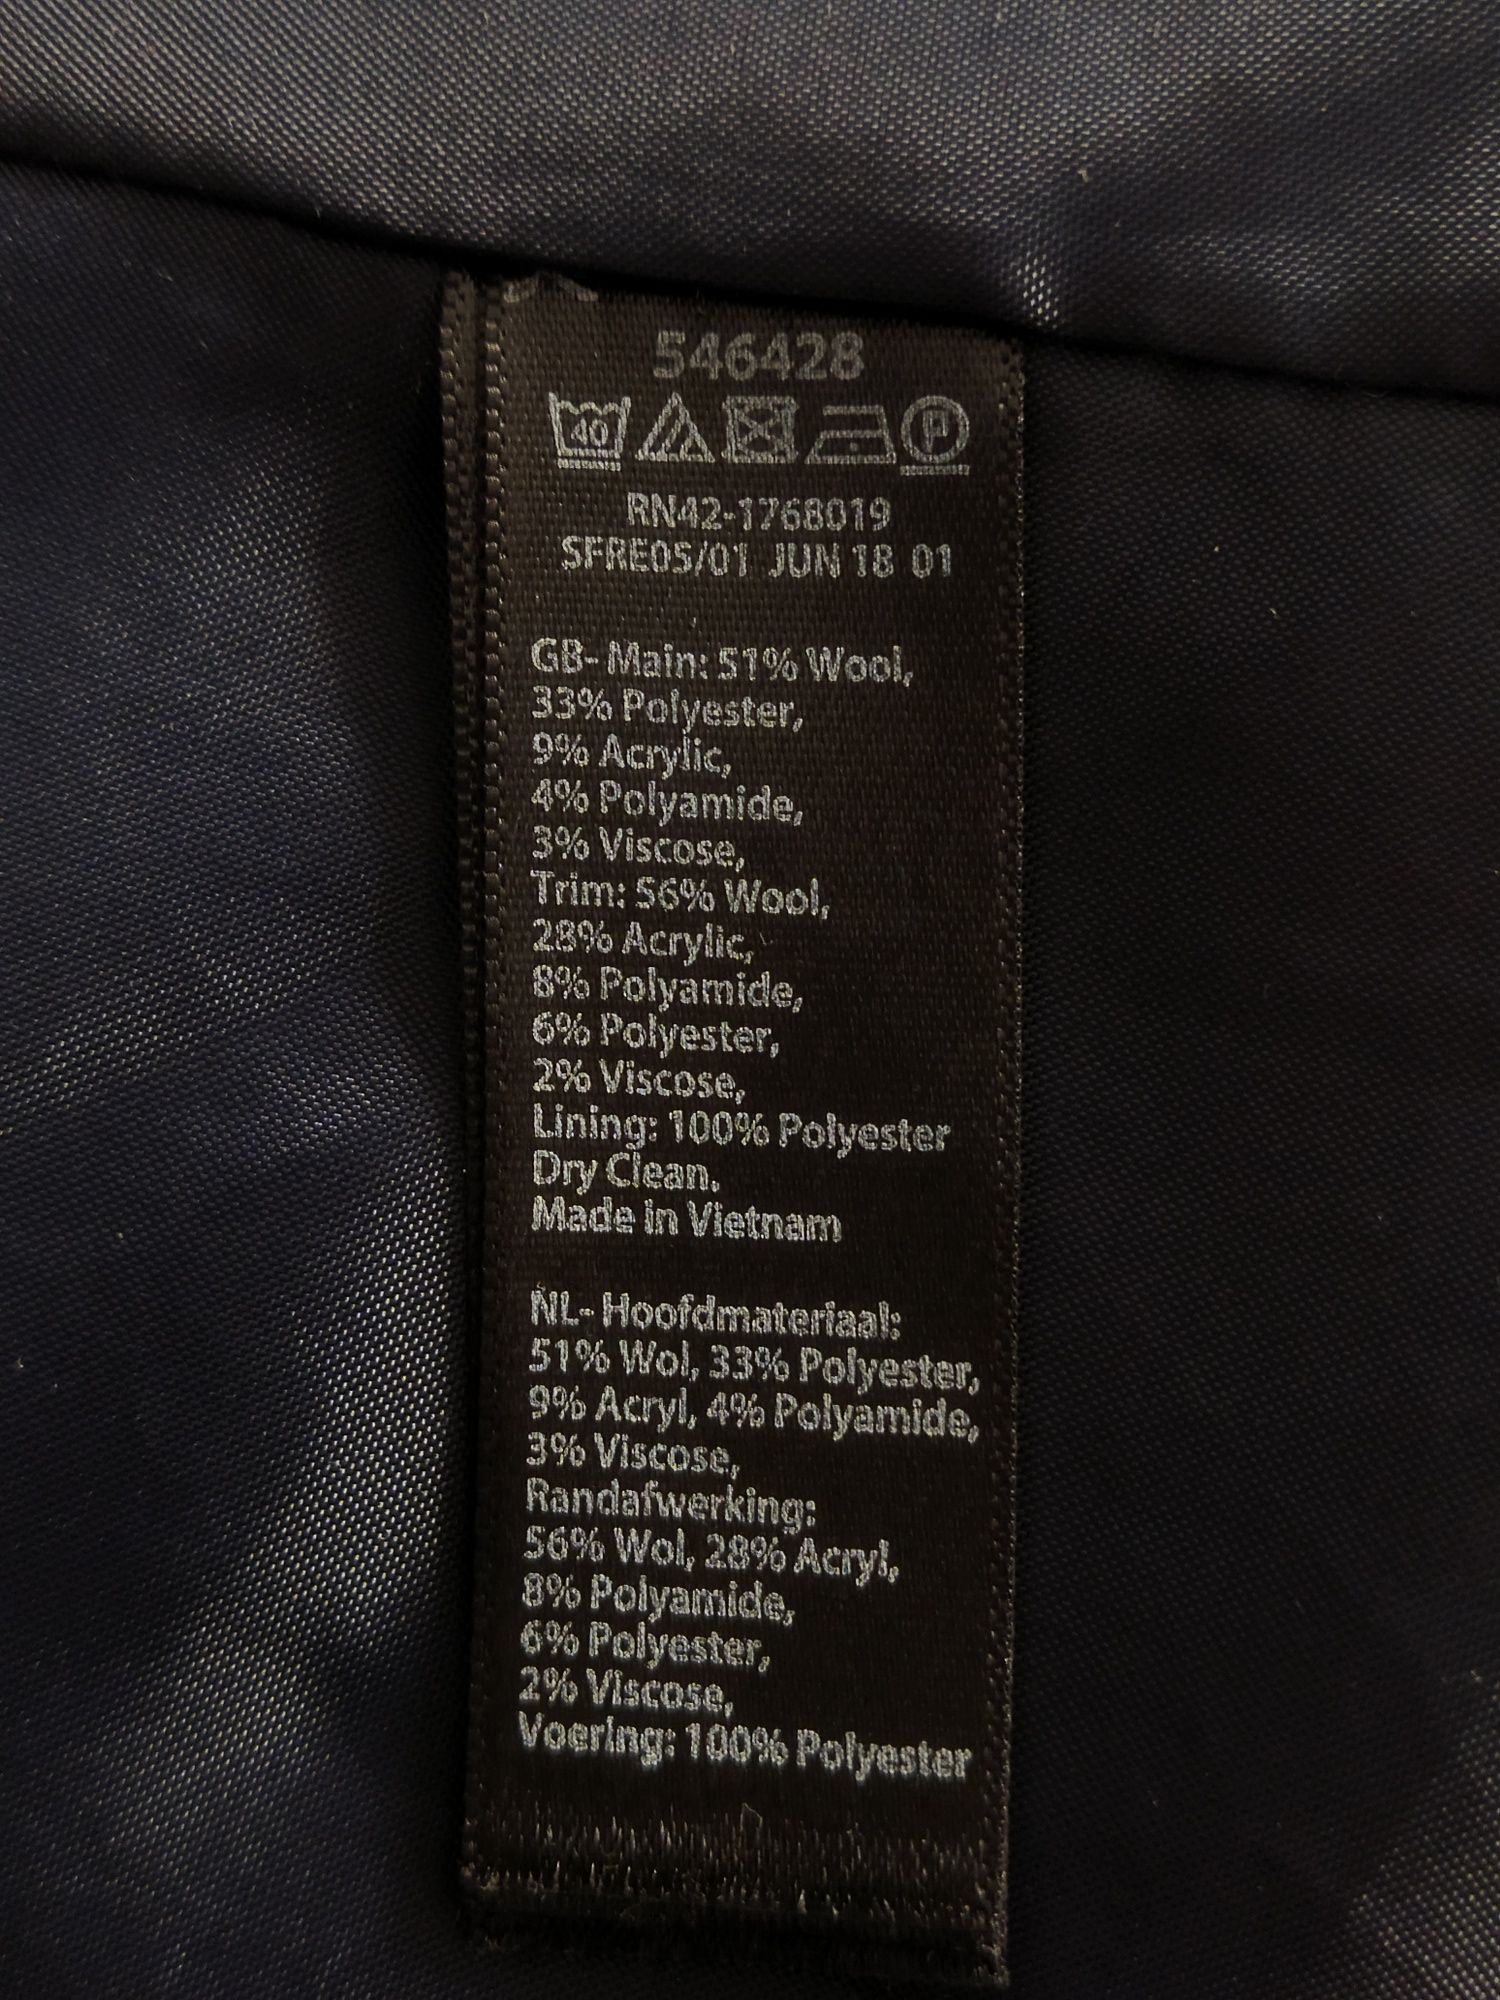 546428
40 P
RN42-1768019
SFRE05/01 JUN 18 01
GB- Main: 51% Wool,
33% Polyester,
9% Acrylic,
4% Polyamide,
3% Viscose,
Trim: 56% Wool,
28% Acrylic,
8% Polyamide,
6% Polyester,
2% Viscose,
Lining: 100% Polyester
Dry Clean.
Made in Vietnam
NL- Hoofdmateriaal:
51% Wol, 33% Polyester,
9% Acryl, 4% Polyamide,
3% Viscose,
Randafwerking:
56% Wol, 28% Acryl,
8% Polyamide,
6% Polyester,
2% Viscose,
Voering: 100% Polyester